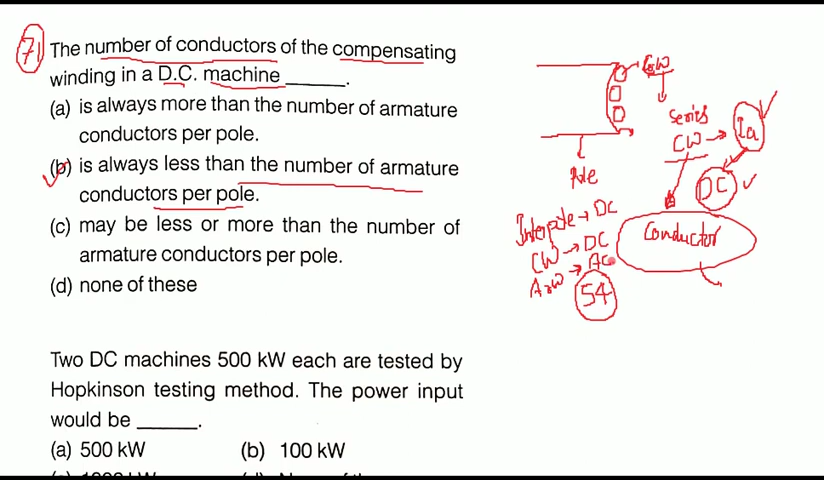 71 The number of conductors of the compensating
winding in a D.C. machine ______.
(a) is always more than the number of armature
conductors per pole.
(b) is always less than the number of armature
conductors per pole.
(c) may be less or more than the number of
armature conductors per pole.
(d) none of these
Two DC machines 500 kW each are tested by
Hopkinson testing method. The power input
would be ______.
(a) 500 kW (b) 100 kW
Pole
series
CW → Ia
DC
Conductor
Interpole → DC
CW → DC
→ AC
54